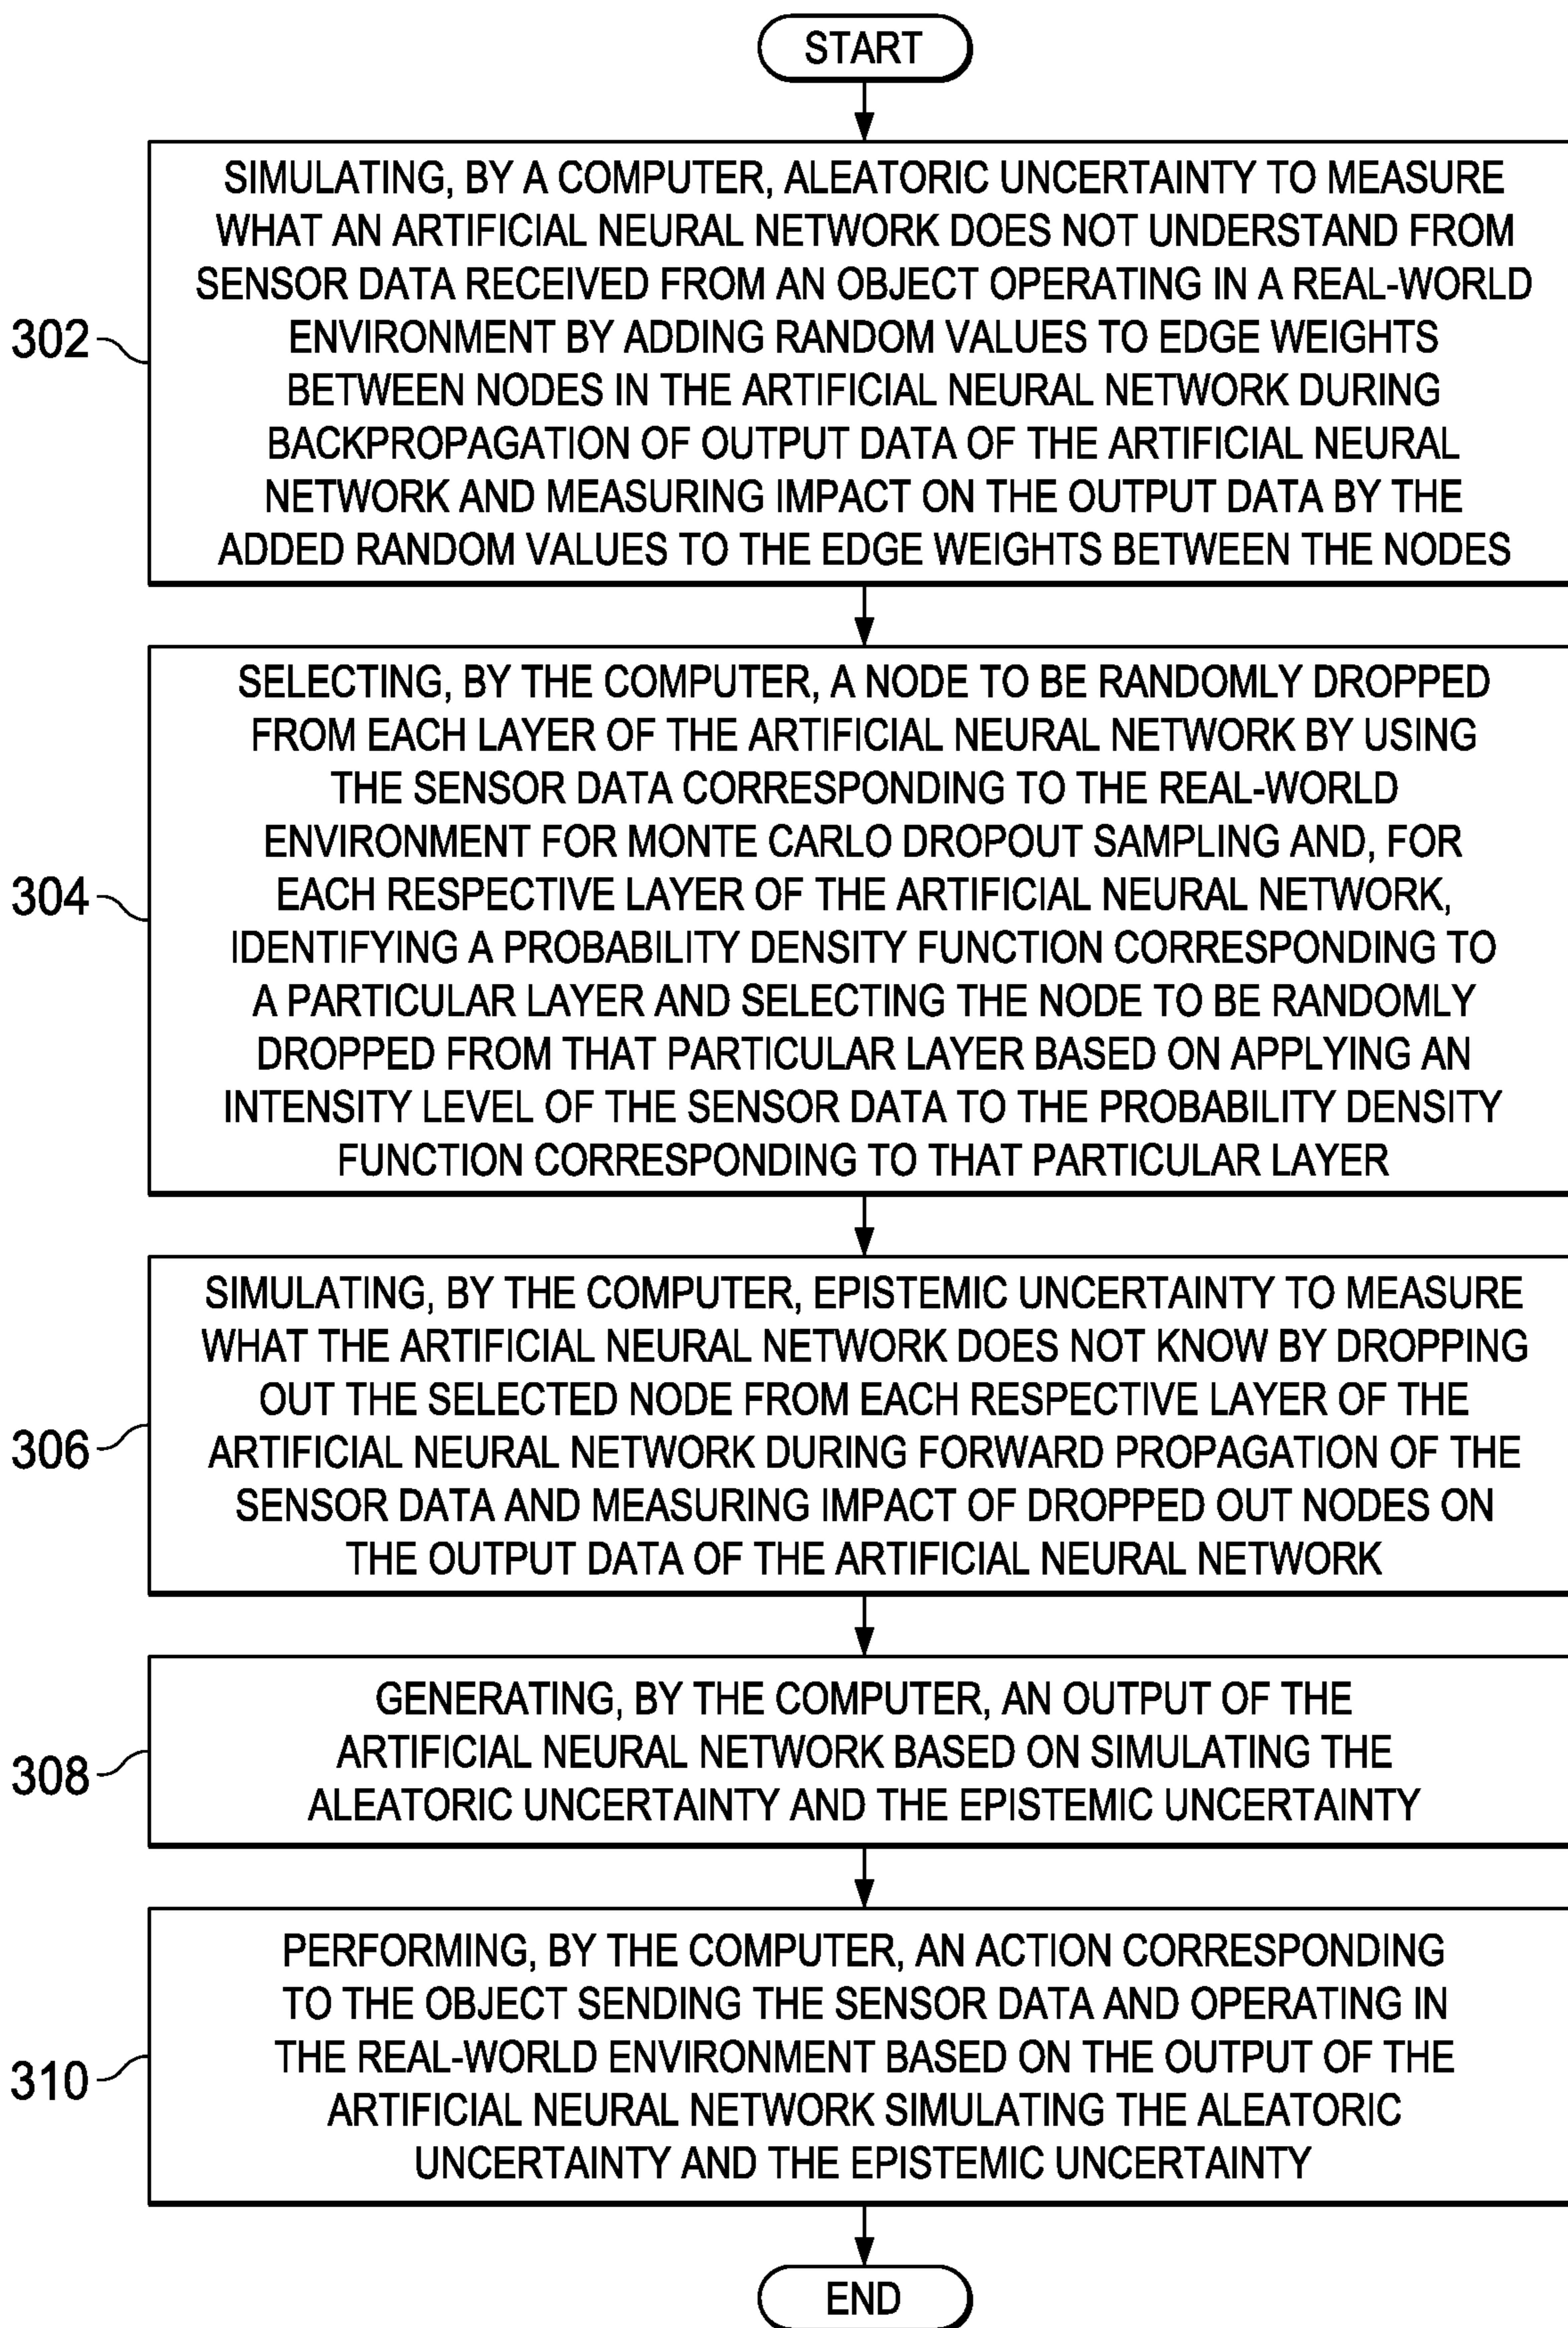 START
302
SIMULATING, BY A COMPUTER, ALEATORIC UNCERTAINTY TO MEASURE
WHAT AN ARTIFICIAL NEURAL NETWORK DOES NOT UNDERSTAND FROM
SENSOR DATA RECEIVED FROM AN OBJECT OPERATING IN A REAL-WORLD
ENVIRONMENT BY ADDING RANDOM VALUES TO EDGE WEIGHTS
BETWEEN NODES IN THE ARTIFICIAL NEURAL NETWORK DURING
BACKPROPAGATION OF OUTPUT DATA OF THE ARTIFICIAL NEURAL
NETWORK AND MEASURING IMPACT ON THE OUTPUT DATA BY THE
ADDED RANDOM VALUES TO THE EDGE WEIGHTS BETWEEN THE NODES
304
SELECTING, BY THE COMPUTER, A NODE TO BE RANDOMLY DROPPED
FROM EACH LAYER OF THE ARTIFICIAL NEURAL NETWORK BY USING
THE SENSOR DATA CORRESPONDING TO THE REAL-WORLD
ENVIRONMENT FOR MONTE CARLO DROPOUT SAMPLING AND, FOR
EACH RESPECTIVE LAYER OF THE ARTIFICIAL NEURAL NETWORK,
IDENTIFYING A PROBABILITY DENSITY FUNCTION CORRESPONDING TO
A PARTICULAR LAYER AND SELECTING THE NODE TO BE RANDOMLY
DROPPED FROM THAT PARTICULAR LAYER BASED ON APPLYING AN
INTENSITY LEVEL OF THE SENSOR DATA TO THE PROBABILITY DENSITY
FUNCTION CORRESPONDING TO THAT PARTICULAR LAYER
306
SIMULATING, BY THE COMPUTER, EPISTEMIC UNCERTAINTY TO MEASURE
WHAT THE ARTIFICIAL NEURAL NETWORK DOES NOT KNOW BY DROPPING
OUT THE SELECTED NODE FROM EACH RESPECTIVE LAYER OF THE
ARTIFICIAL NEURAL NETWORK DURING FORWARD PROPAGATION OF THE
SENSOR DATA AND MEASURING IMPACT OF DROPPED OUT NODES ON
THE OUTPUT DATA OF THE ARTIFICIAL NEURAL NETWORK
308
GENERATING, BY THE COMPUTER, AN OUTPUT OF THE
ARTIFICIAL NEURAL NETWORK BASED ON SIMULATING THE
ALEATORIC UNCERTAINTY AND THE EPISTEMIC UNCERTAINTY
310
PERFORMING, BY THE COMPUTER, AN ACTION CORRESPONDING
TO THE OBJECT SENDING THE SENSOR DATA AND OPERATING IN
THE REAL-WORLD ENVIRONMENT BASED ON THE OUTPUT OF THE
ARTIFICIAL NEURAL NETWORK SIMULATING THE ALEATORIC
UNCERTAINTY AND THE EPISTEMIC UNCERTAINTY
END